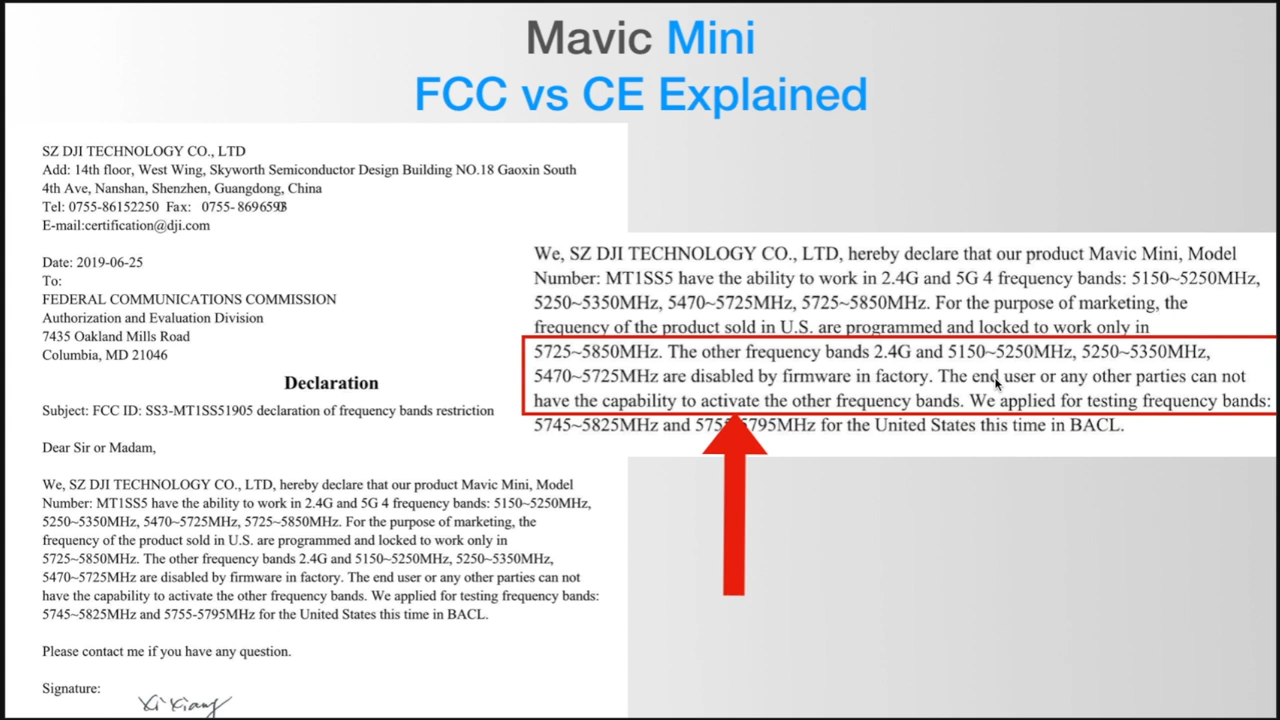 Mavic Mini
FCC vs CE Explained
SZ DJI TECHNOLOGY CO., LTD
Add: 14th floor, West Wing, Skyworth Semiconductor Design Building NO.18 Gaoxin South
4th Ave, Nanshan, Shenzhen, Guangdong, China
Tel: 0755-86152250 Fax: 0755-
E-mail:certification@dji.com
Date: 2019-06-25
To:
FEDERAL COMMUNICATIONS COMMISSION
Authorization and Evaluation Division
7435 Oakland Mills Road
Columbia, MD 21046
Declaration
Subject: FCC ID: SS3-MT1SS51905 declaration of frequency bands restriction
Dear Sir or Madam,
We, SZ DJI TECHNOLOGY CO., LTD, hereby declare that our product Mavic Mini, Model
Number: MT1SS5 have the ability to work in 2.4G and 5G 4 frequency bands: 5150~5250MHz,
5250~5350MHz, 5470~5725MHz, 5725~5850MHz. For the purpose of marketing, the
frequency of the product sold in U.S. are programmed and locked to work only in
5725~5850MHz. The other frequency bands 2.4G and 5150~5250MHz, 5250~5350MHz,
5470~5725MHz are disabled by firmware in factory. The end user or any other parties can not
have the capability to activate the other frequency bands. We applied for testing frequency bands:
5745~5825MHz and 5755-5795MHz for the United States this time in BACL.
Please contact me if you have any question.
Signature:
Xi Xiang
We, SZ DJI TECHNOLOGY CO., LTD, hereby declare that our product Mavic Mini, Model
Number: MT1SS5 have the ability to work in 2.4G and 5G 4 frequency bands: 5150~5250MHz,
5250~5350MHz, 5470~5725MHz, 5725~5850MHz. For the purpose of marketing, the
frequency of the product sold in U.S. are programmed and locked to work only in
5725~5850MHz. The other frequency bands 2.4G and 5150~5250MHz, 5250~5350MHz,
5470~5725MHz are disabled by firmware in factory. The end user or any other parties can not
have the capability to activate the other frequency bands. We applied for testing frequency bands:
5745~5825MHz and for the United States this time in BACL.